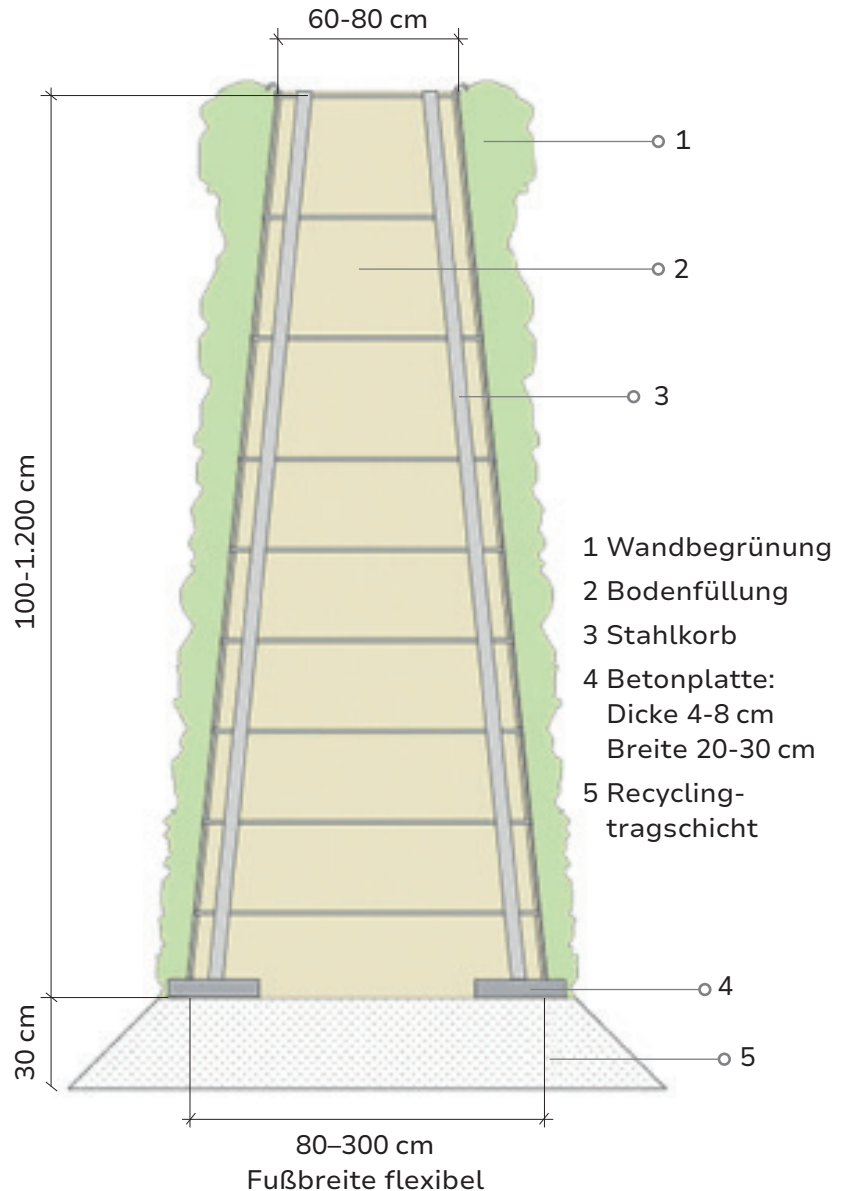 60-80 cm
1
2
3
100-1.200 cm
1 Wandbegrünung
2 Bodenfüllung
3 Stahlkorb
4 Betonplatte:
Dicke 4-8 cm
Breite 20-30 cm
5 Recycling-
tragschicht
4
30 cm
5
80–300 cm
Fußbreite flexibel